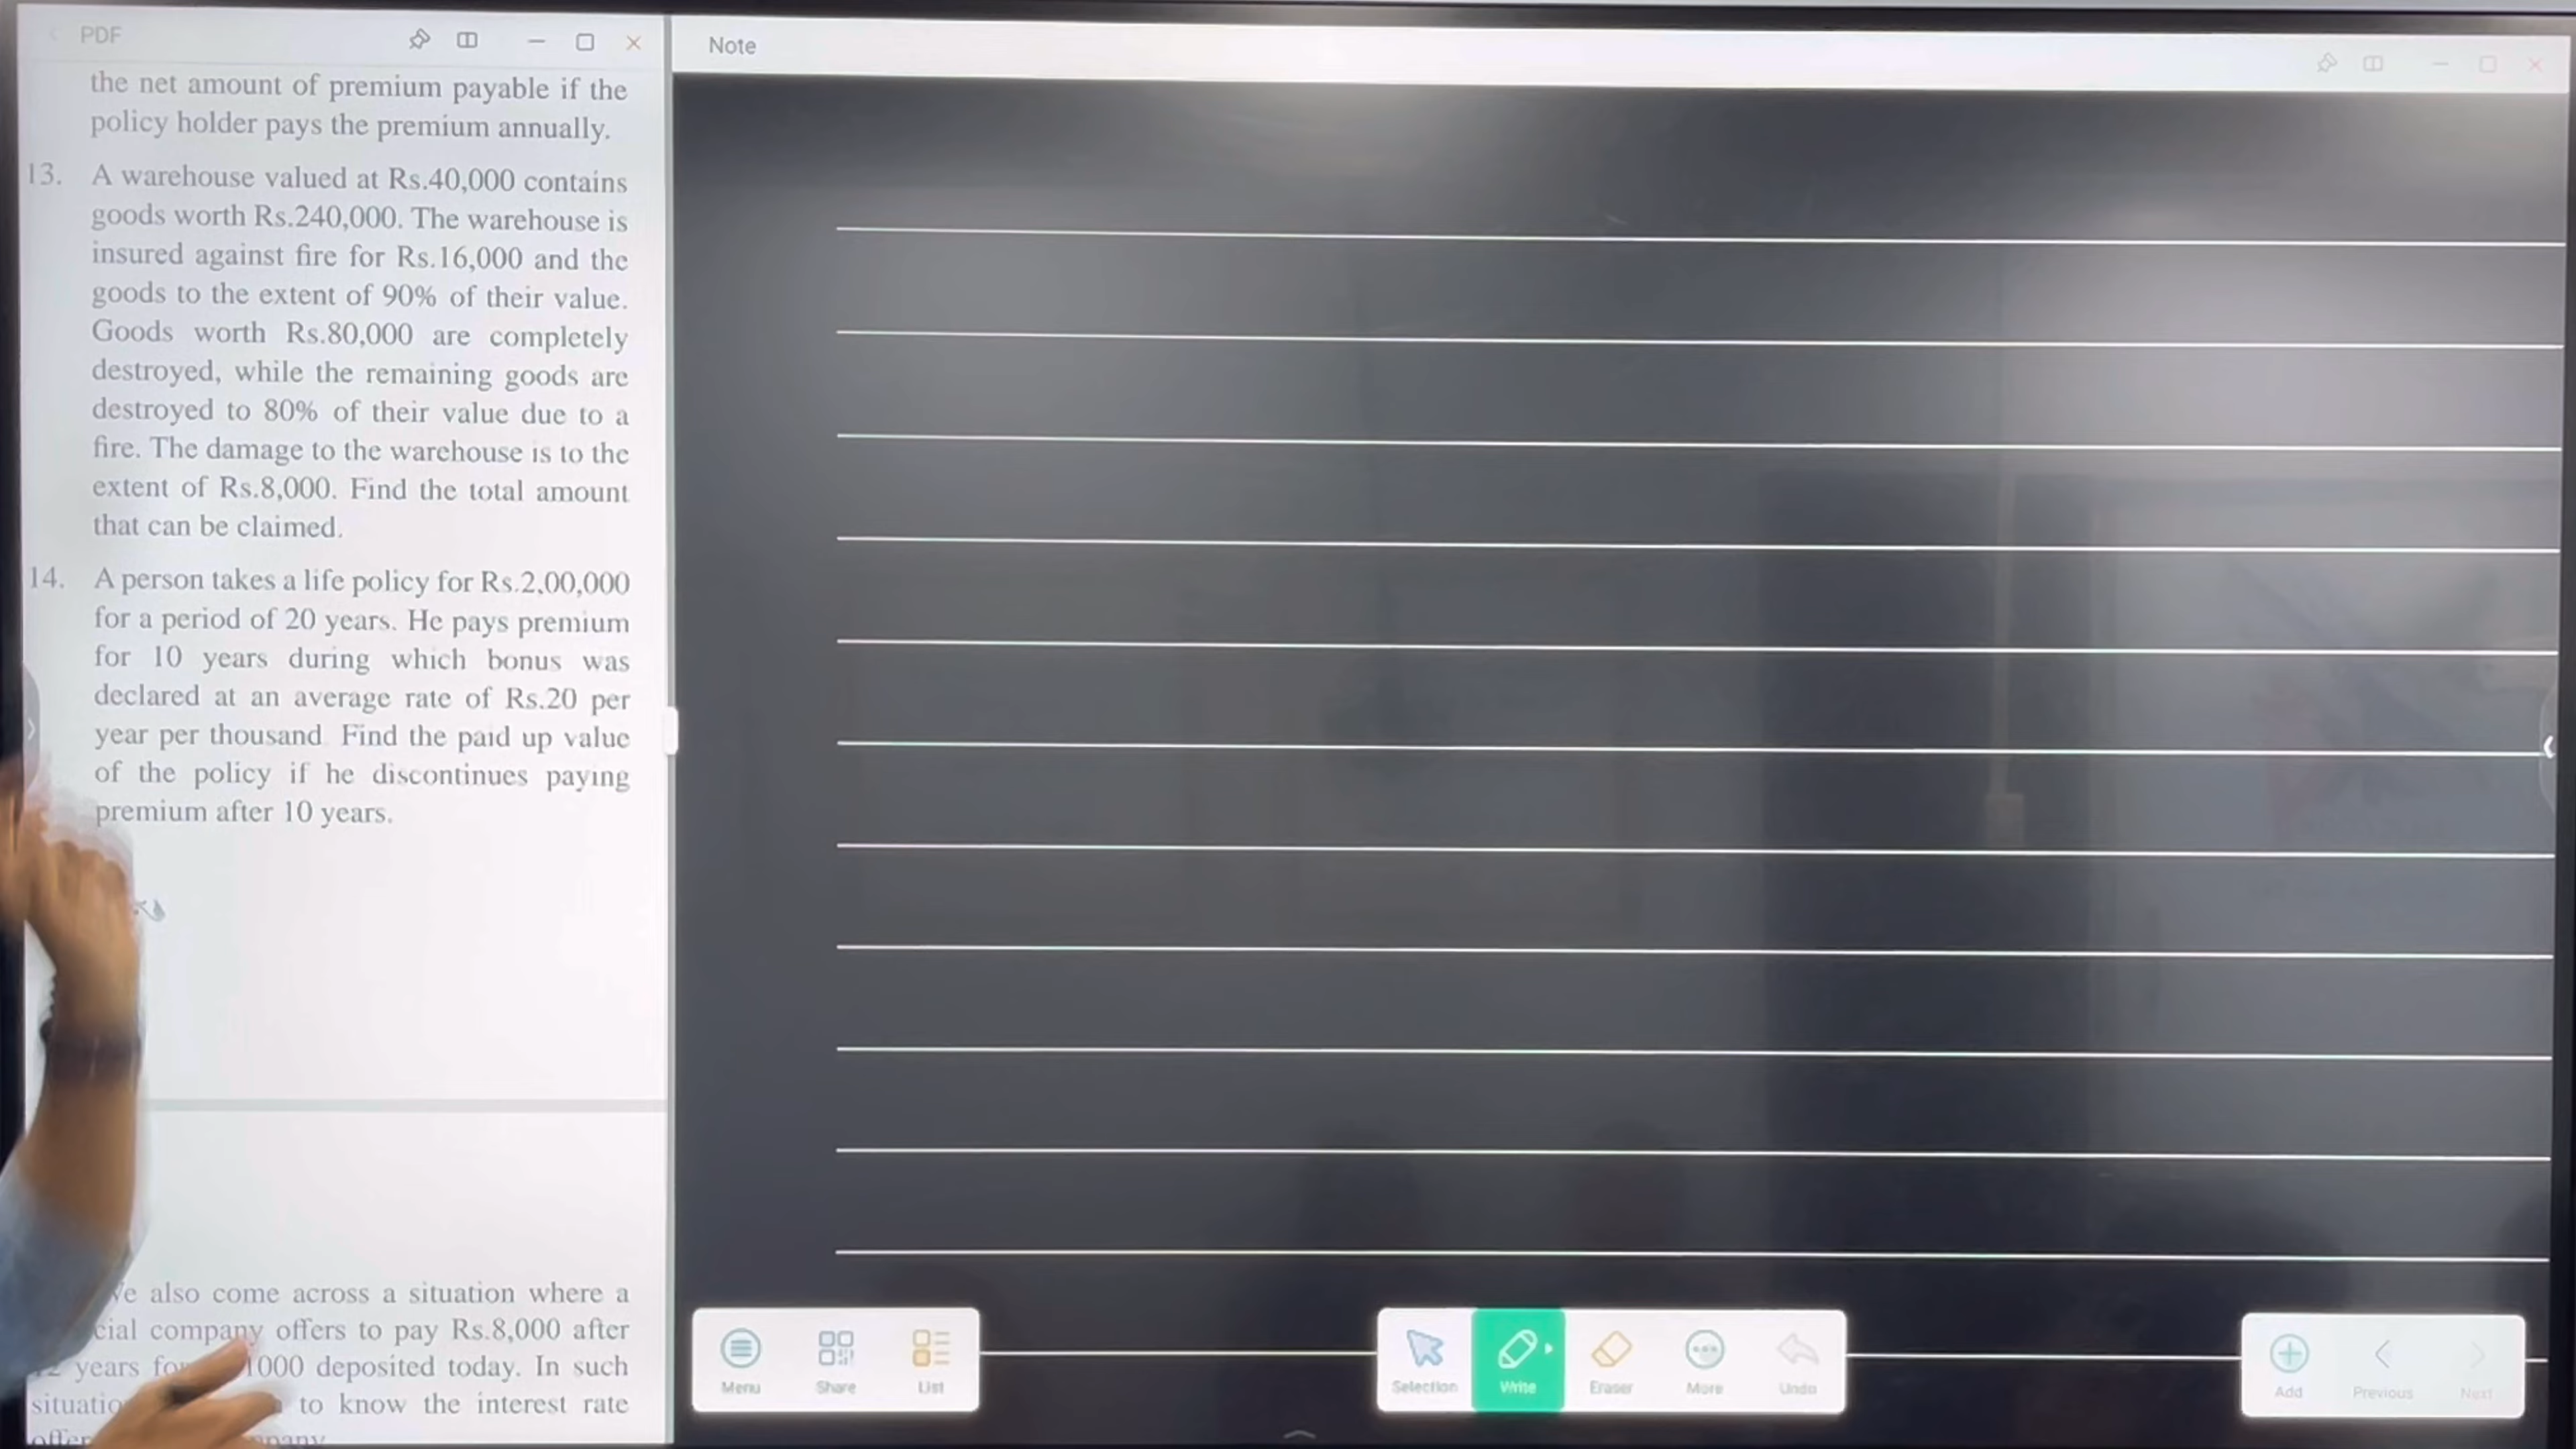 PDF
Note
the net amount of premium payable if the
policy holder pays the premium annually.
13. A warehouse valued at Rs.40,000 contains
goods worth Rs.240,000. The warehouse is
insured against fire for Rs.16,000 and the
goods to the extent of 90% of their value.
Goods worth Rs.80,000 are completely
destroyed, while the remaining goods are
destroyed to 80% of their value due to a
fire. The damage to the warehouse is to the
extent of Rs.8,000. Find the total amount
that can be claimed.
14. A person takes a life policy for Rs.2,00,000
for a period of 20 years. He pays premium
for 10 years during which bonus was
declared at an average rate of Rs.20 per
year per thousand Find the paid up value
of the policy if he discontinues paying
premium after 10 years.
also come across a situation where a
company offers to pay Rs.8,000 after
years 1000 deposited today. In such
to know the interest rate
Menu Share List
Selection Write Eraser More Undo
Add Previous Next